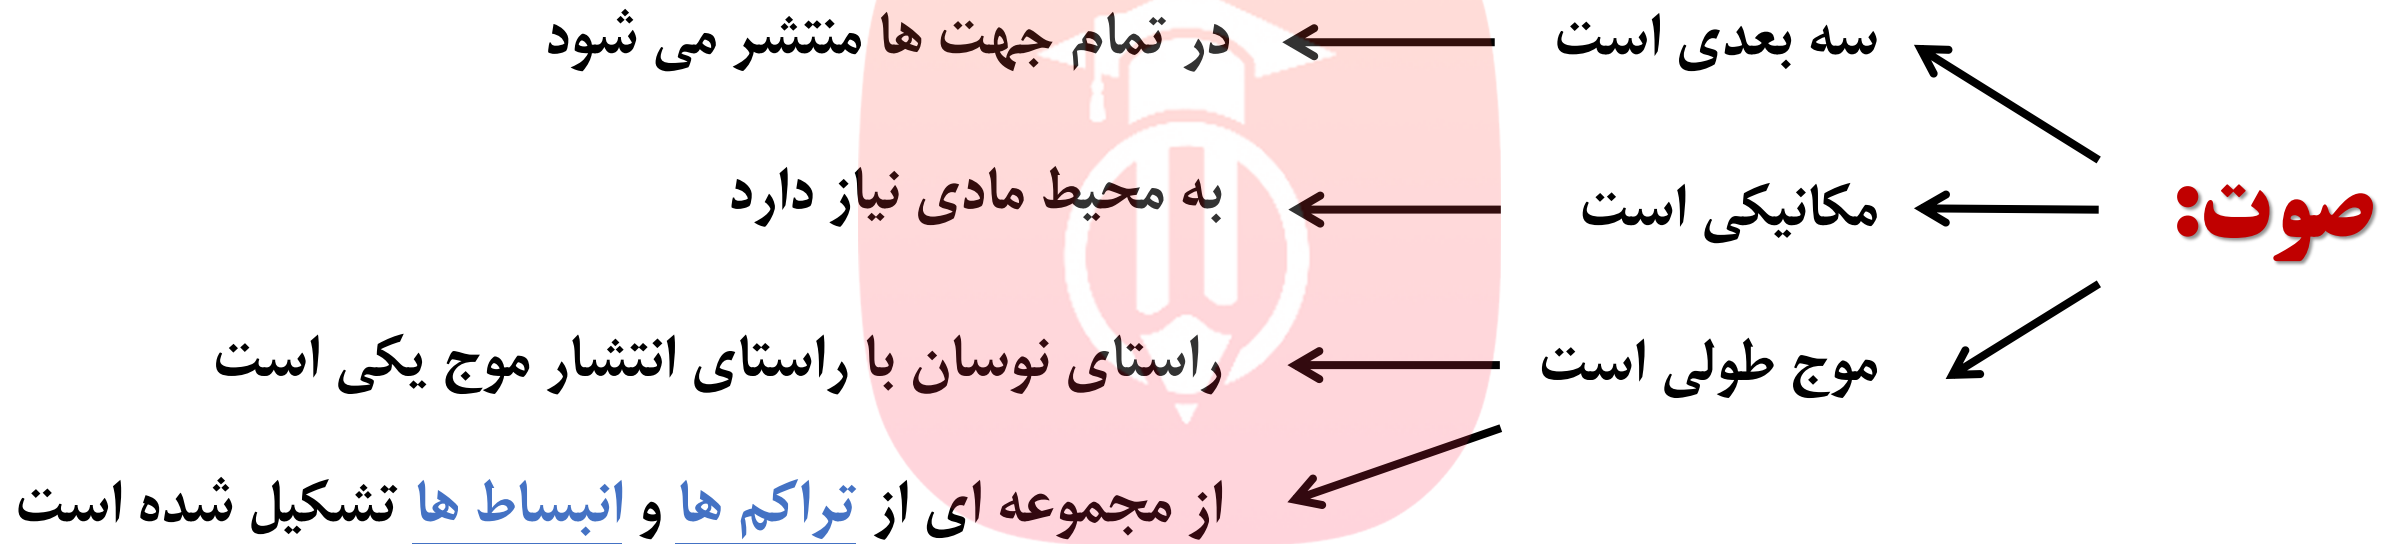 صوت:
سه بعدی است
در تمام جهت ها منتشر می شود
مکانیکی است
به محیط مادی نیاز دارد
موج طولی است
راستای نوسان با راستای انتشار موج یکی است
از مجموعه ای از تراکم ها و انبساط ها تشکیل شده است